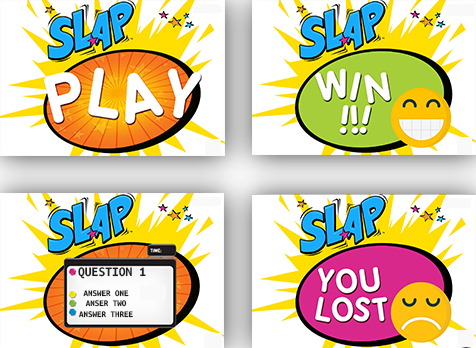 SLAP
PLAY
SLAP
WIN
!!!
SLAP
TIME:
QUESTION 1
ANSWER ONE
ANSER TWO
ANSWER THREE
SLAP
YOU
LOST